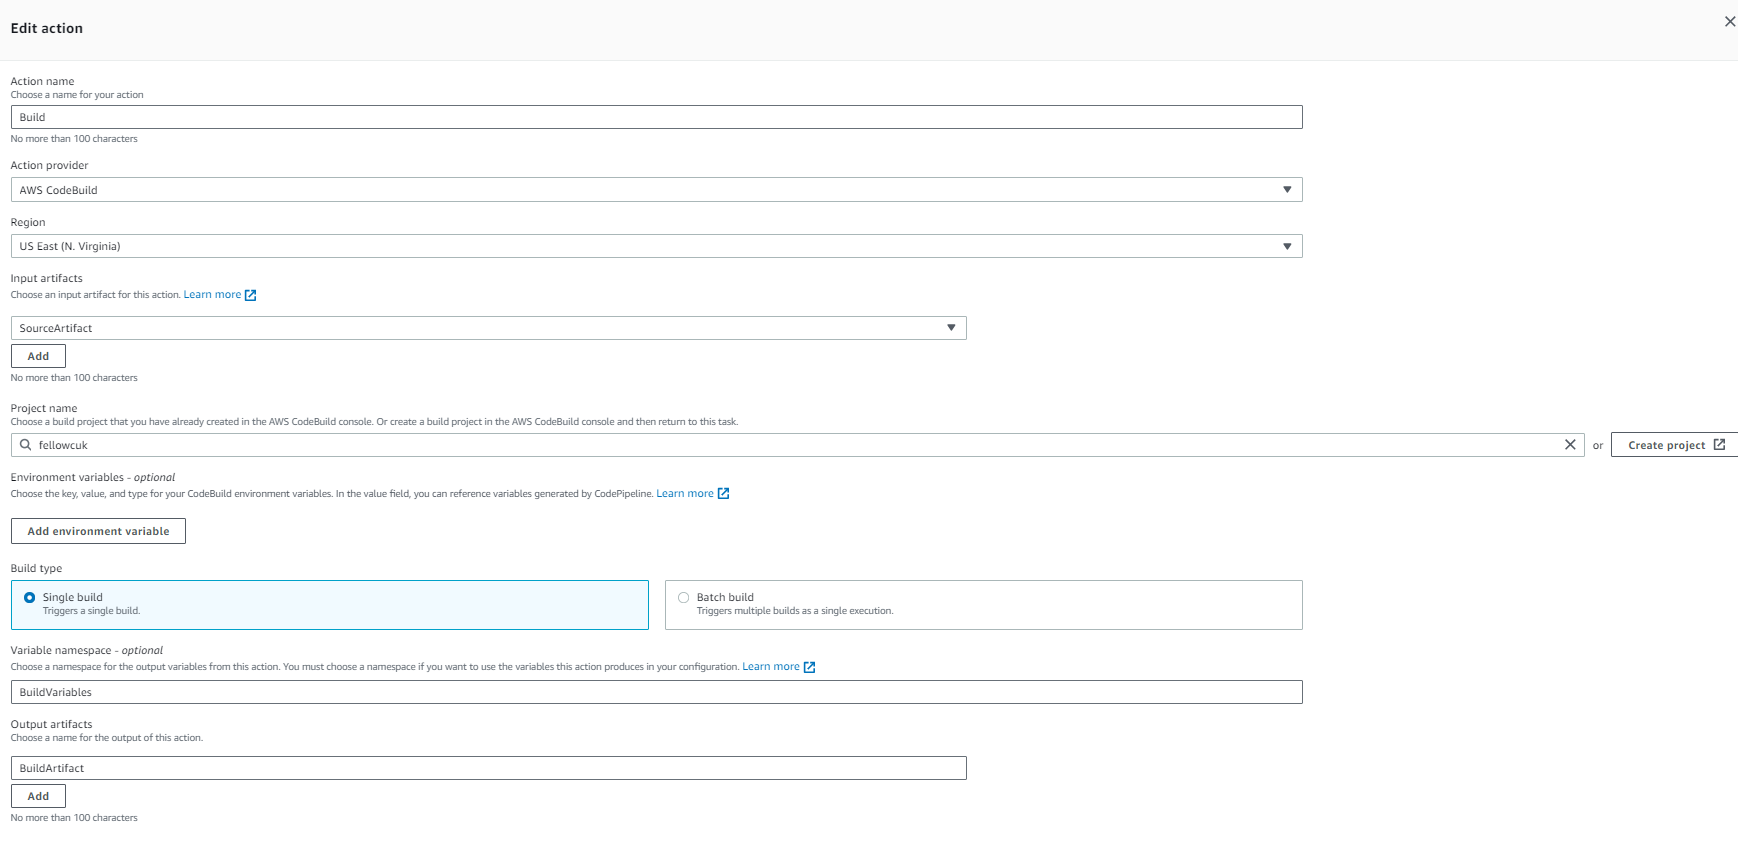 Edit action
Action name
Choose a name for your action
Build
No more than 100 characters
Action provider
AWS CodeBuild
Region
US East (N. Virginia)
Input artifacts
Choose an input artifact for this action. Learn more
SourceArtifact
Add
No more than 100 characters
Project name
Choose a build project that you have already created in the AWS CodeBuild console. Or create a build project in the AWS CodeBuild console and then return to this task.
fellowcuk or Create project
Environment variables - optional
Choose the key, value, and type for your CodeBuild environment variables. In the value field, you can reference variables generated by CodePipeline. Learn more
Add environment variable
Build type
Single build Batch build
Triggers a single build. Triggers multiple builds as a single execution.
Variable namespace - optional
Choose a namespace for the output variables from this action. You must choose a namespace if you want to use the variables this action produces in your configuration. Learn more
BuildVariables
Output artifacts
Choose a name for the output of this action.
BuildArtifact
Add
No more than 100 characters